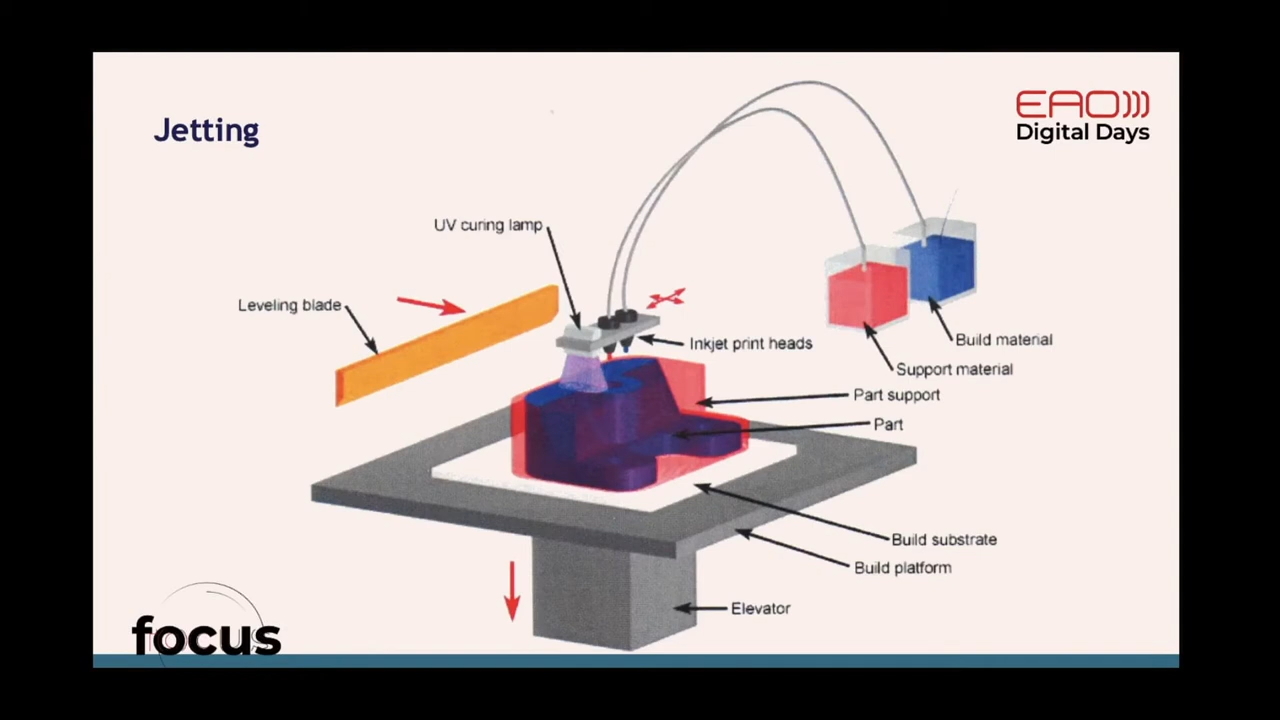 Jetting
EAO)))
Digital Days
UV curing lamp
Leveling blade
Inkjet print heads
Build material
Support material
Part support
Part
Build substrate
Build platform
Elevator
focus